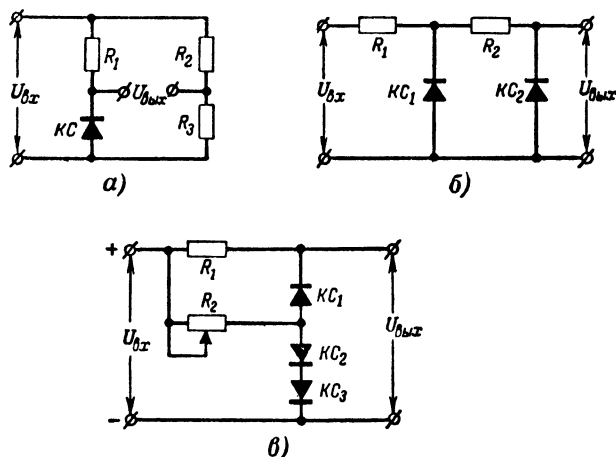 Uвх
R₁
R₂
R₃
КС
Uвых
а)
Uвх
R₁
R₂
КС₁
КС₂
Uвых
б)
+
-
Uвх
R₁
R₂
КС₁
КС₂
КС₃
Uвых
в)